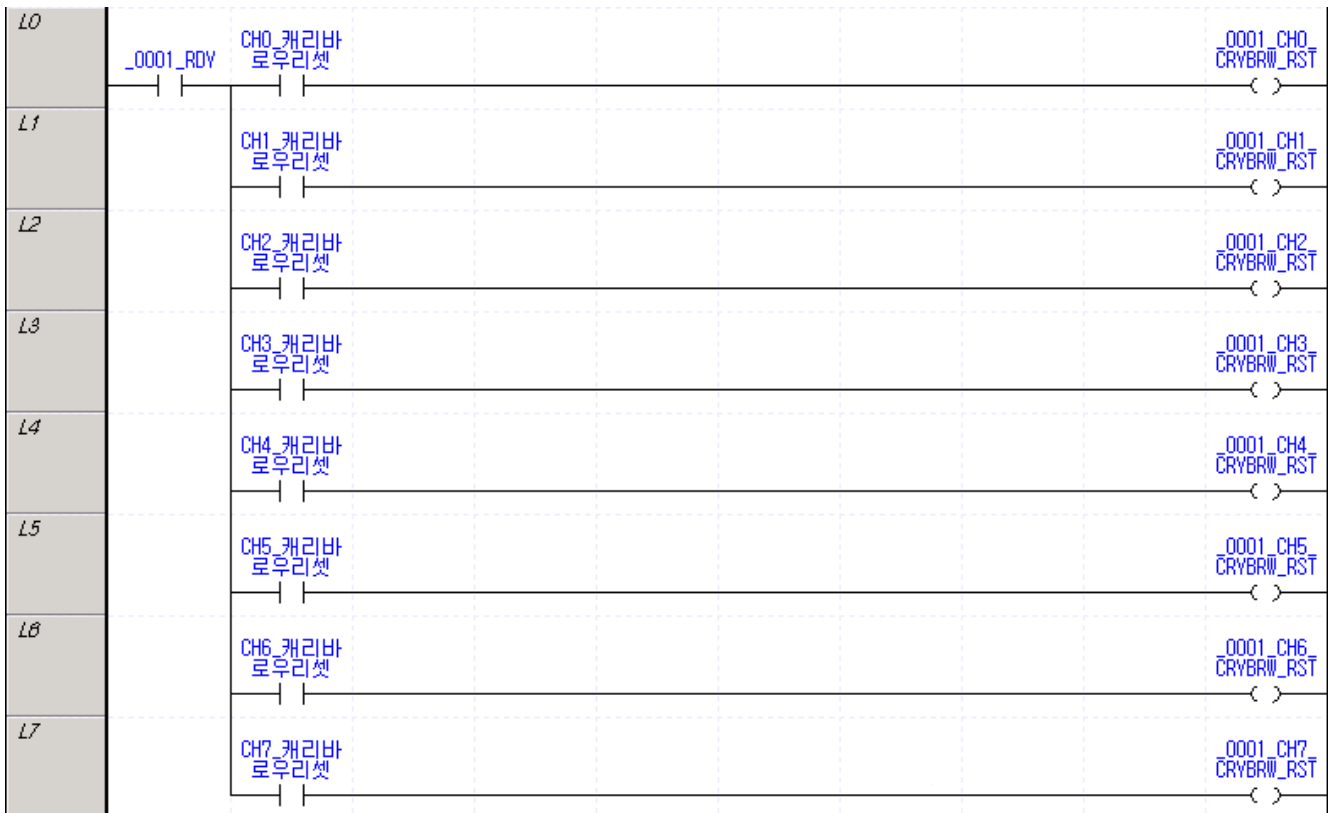 L0
_0001_RDY
CH0_캐리바
로우리셋
_0001_CH0_
CRYBRW_RST
L1
CH1_캐리바
로우리셋
_0001_CH1_
CRYBRW_RST
L2
CH2_캐리바
로우리셋
_0001_CH2_
CRYBRW_RST
L3
CH3_캐리바
로우리셋
_0001_CH3_
CRYBRW_RST
L4
CH4_캐리바
로우리셋
_0001_CH4_
CRYBRW_RST
L5
CH5_캐리바
로우리셋
_0001_CH5_
CRYBRW_RST
L6
CH6_캐리바
로우리셋
_0001_CH6_
CRYBRW_RST
L7
CH7_캐리바
로우리셋
_0001_CH7_
CRYBRW_RST